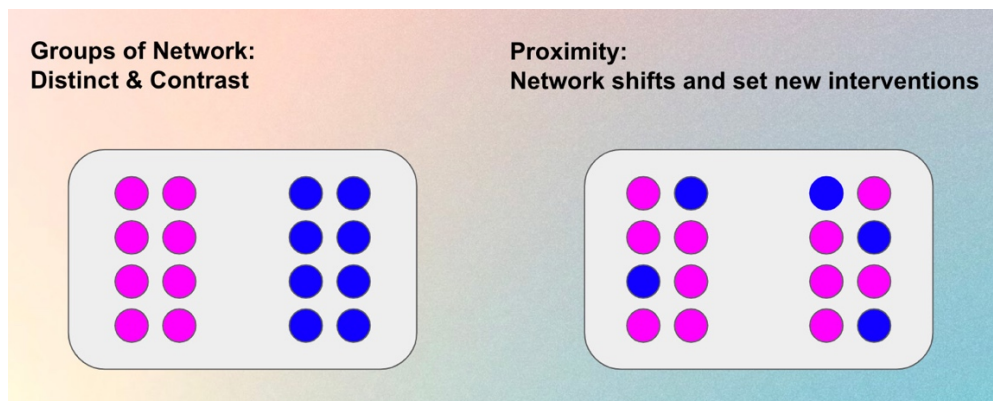 Groups of Network:
Distinct & Contrast
Proximity:
Network shifts and set new interventions